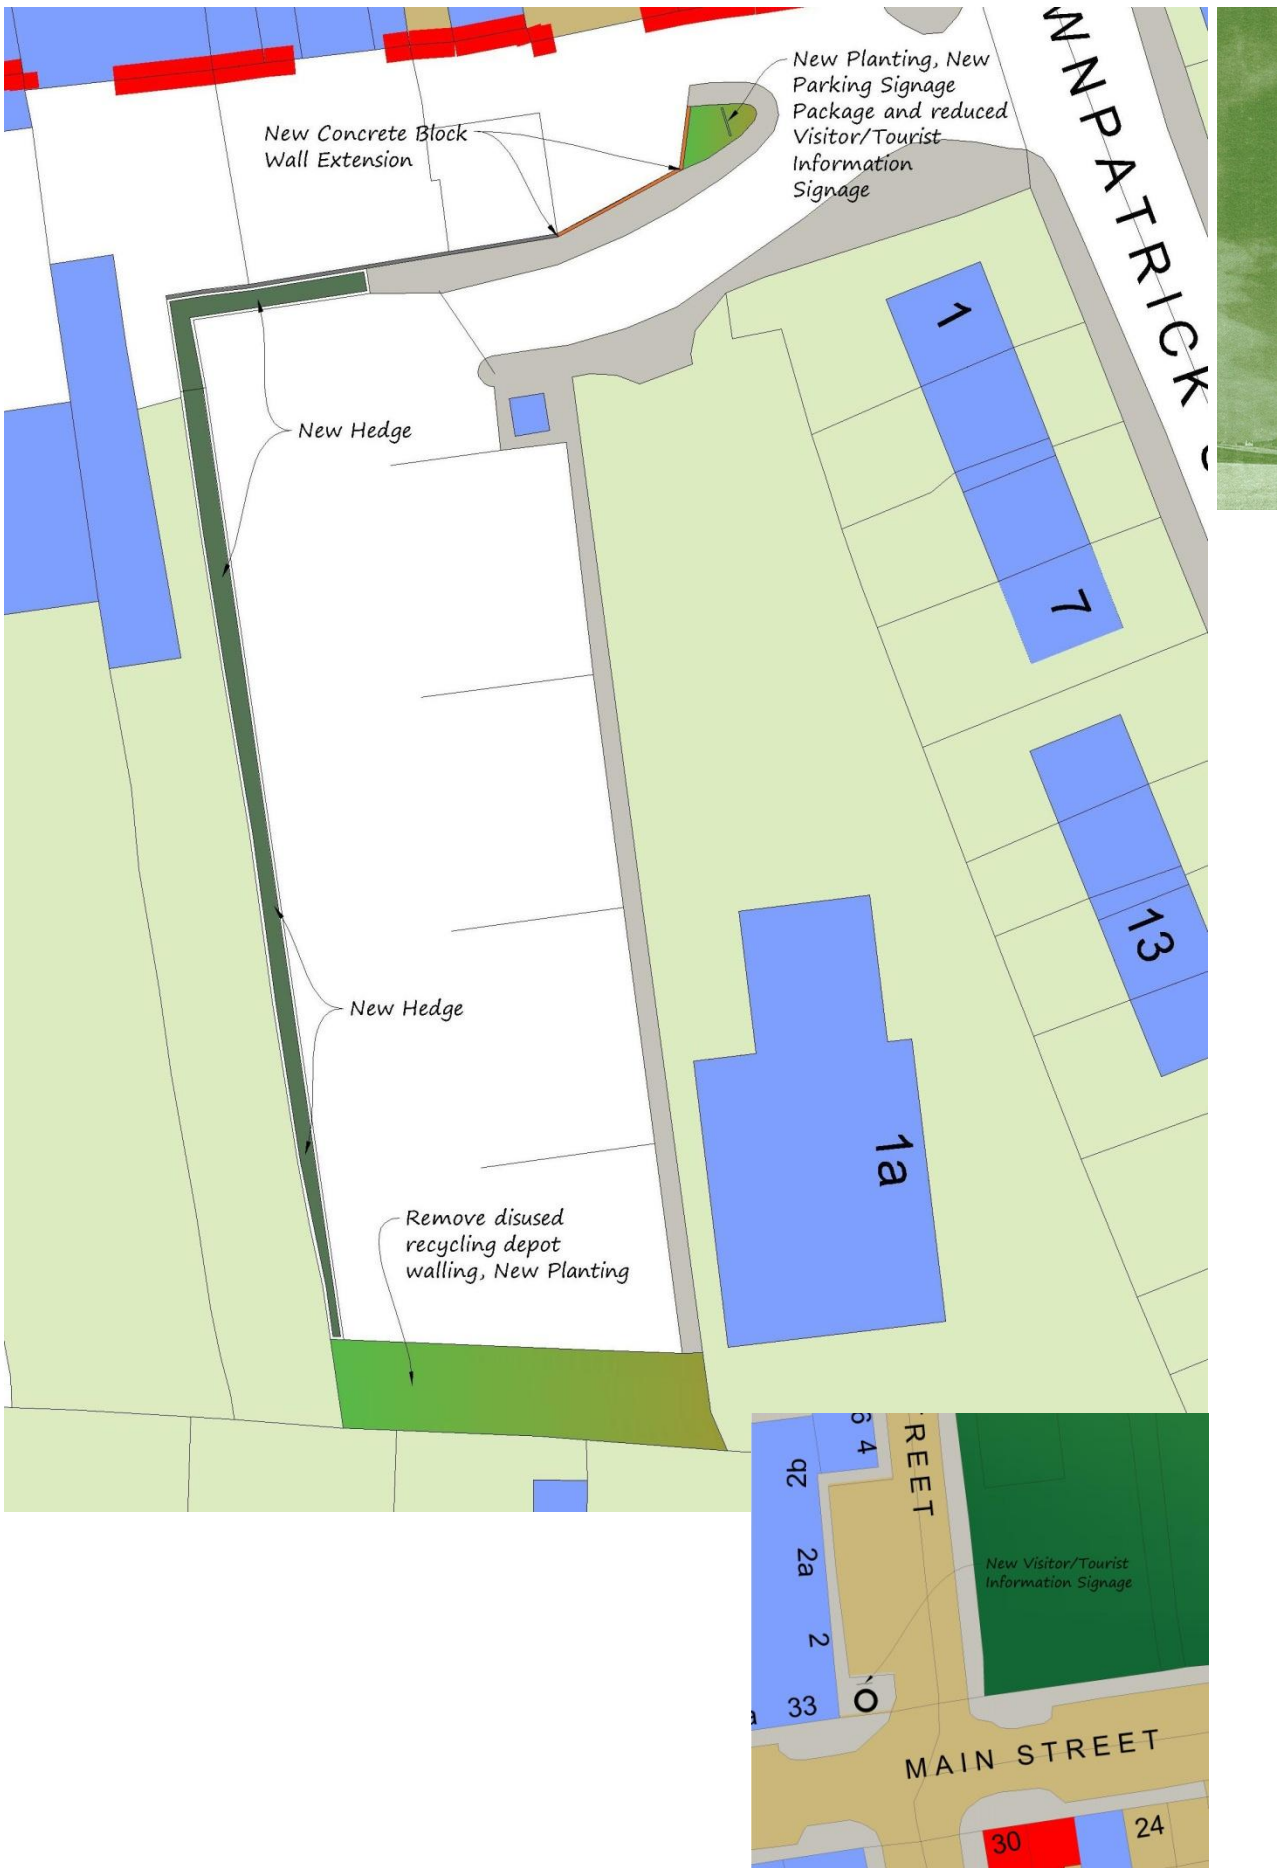 New Planting, New
Parking Signage
Package and reduced
Visitor/Tourist
Information
Signage
New Concrete Block
Wall Extension
WNPATRICK
1
New Hedge
7
13
New Hedge
1a
Remove disused
recycling depot
walling, New Planting
6 4
REET
2b
2a
New Visitor/Tourist
Information Signage
2
33
MAIN STREET
30
24